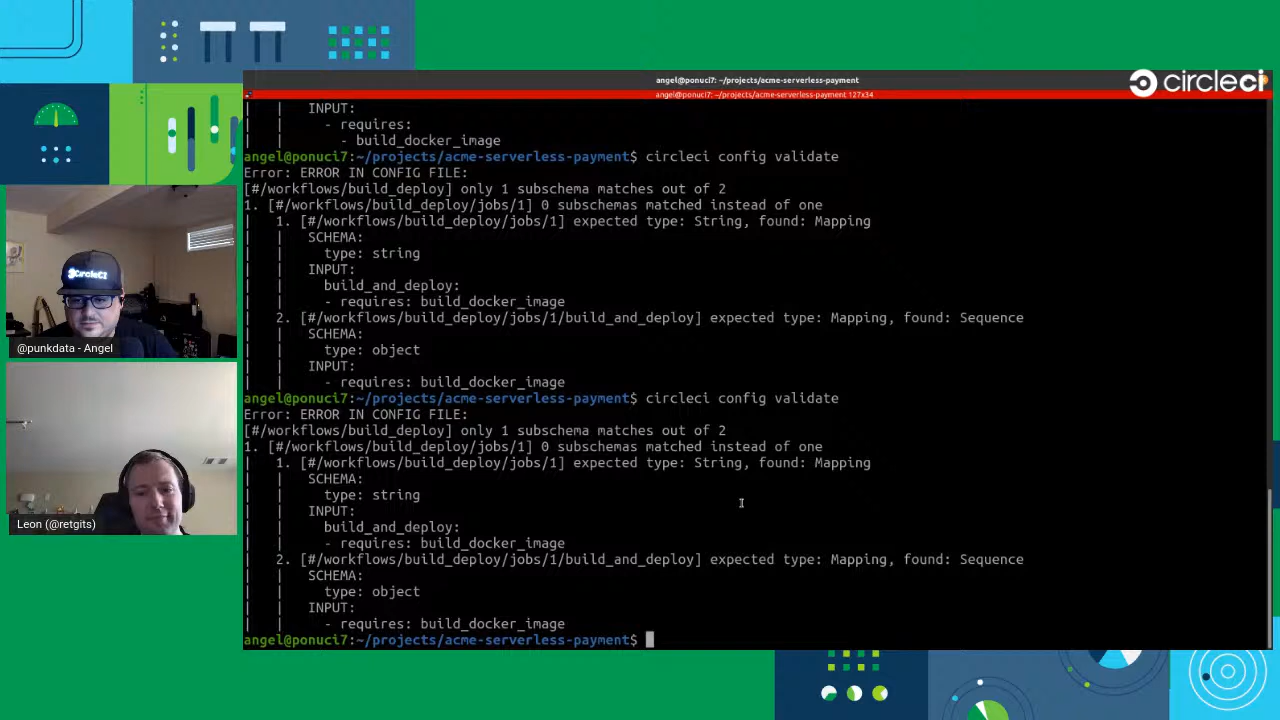 angel@ponuci7: ~/projects/acme-serverless-payment
angel@ponuci7: ~/projects/acme-serverless-payment 127x34
circleci
|   |   INPUT:
|   |     - requires:
|   |       - build_docker_image
angel@ponuci7:~/projects/acme-serverless-payment$ circleci config validate
Error: ERROR IN CONFIG FILE:
[#/workflows/build_deploy] only 1 subschema matches out of 2
1. [#/workflows/build_deploy/jobs/1] 0 subschemas matched instead of one
|   1. [#/workflows/build_deploy/jobs/1] expected type: String, found: Mapping
|   |   SCHEMA:
|   |     type: string
|   |   INPUT:
|   |     build_and_deploy:
|   |     - requires: build_docker_image
|   2. [#/workflows/build_deploy/jobs/1/build_and_deploy] expected type: Mapping, found: Sequence
|   |   SCHEMA:
|   |     type: object
|   |   INPUT:
|   |     - requires: build_docker_image
angel@ponuci7:~/projects/acme-serverless-payment$ circleci config validate
Error: ERROR IN CONFIG FILE:
[#/workflows/build_deploy] only 1 subschema matches out of 2
1. [#/workflows/build_deploy/jobs/1] 0 subschemas matched instead of one
|   1. [#/workflows/build_deploy/jobs/1] expected type: String, found: Mapping
|   |   SCHEMA:
|   |     type: string
|   |   INPUT:
|   |     build_and_deploy:
|   |     - requires: build_docker_image
|   2. [#/workflows/build_deploy/jobs/1/build_and_deploy] expected type: Mapping, found: Sequence
|   |   SCHEMA:
|   |     type: object
|   |   INPUT:
|   |     - requires: build_docker_image
angel@ponuci7:~/projects/acme-serverless-payment$
CircleCI
@punkdata - Angel
Leon (@retgits)